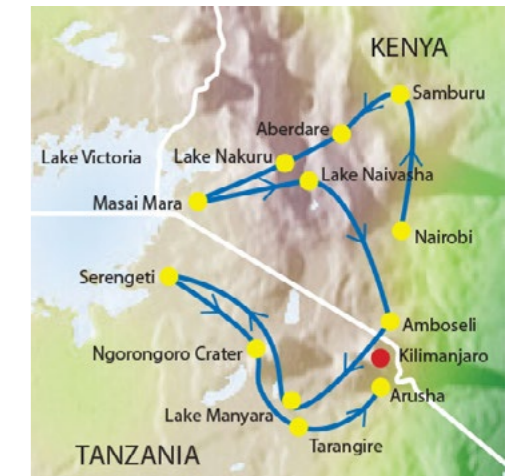 KENYA
Samburu
Aberdare
Lake Victoria
Lake Nakuru
Lake Naivasha
Masai Mara
Nairobi
Serengeti
Amboseli
Ngorongoro Crater
Kilimanjaro
Arusha
Lake Manyara
Tarangire
TANZANIA